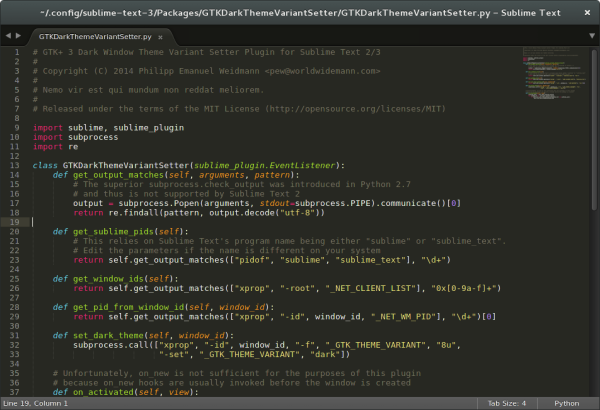 ~/.config/sublime-text-3/Packages/GTKDarkThemeVariantSetter/GTKDarkThemeVariantSetter.py - Sublime Text
GTKDarkThemeVariantSetter.py
1 # GTK+ 3 Dark Window Theme Variant Setter Plugin for Sublime Text 2/3
2 #
3 # Copyright (C) 2014 Philipp Emanuel Weidmann <pew@worldwidemann.com>
4 #
5 # Nemo vir est qui mundum non reddat meliorem.
6 #
7 # Released under the terms of the MIT License (http://opensource.org/licenses/MIT)
8
9 import sublime, sublime_plugin
10 import subprocess
11 import re
12
13 class GTKDarkThemeVariantSetter(sublime_plugin.EventListener):
14 def get_output_matches(self, arguments, pattern):
15 # The superior subprocess.check_output was introduced in Python 2.7
16 # and thus is not supported by Sublime Text 2
17 output = subprocess.Popen(arguments, stdout=subprocess.PIPE).communicate()[0]
18 return re.findall(pattern, output.decode("utf-8"))
19
20 def get_sublime_pids(self):
21 # This relies on Sublime Text's program name being either "sublime" or "sublime_text".
22 # Edit the parameters if the name is different on your system
23 return self.get_output_matches(["pidof", "sublime", "sublime_text"], "\d+")
24
25 def get_window_ids(self):
26 return self.get_output_matches(["xprop", "-root", "_NET_CLIENT_LIST"], "0x[0-9a-f]+")
27
28 def get_pid_from_window_id(self, window_id):
29 return self.get_output_matches(["xprop", "-id", window_id, "_NET_WM_PID"], "\d+")[0]
30
31 def set_dark_theme(self, window_id):
32 subprocess.call(["xprop", "-id", window_id, "-f", "_GTK_THEME_VARIANT", "8u",
33 "-set", "_GTK_THEME_VARIANT", "dark"])
34
35 # Unfortunately, on_new is not sufficient for the purposes of this plugin
36 # because on_new hooks are usually invoked before the window is created
37 def on_activated(self, view):
Line 19, Column 1
Tab Size: 4
Python